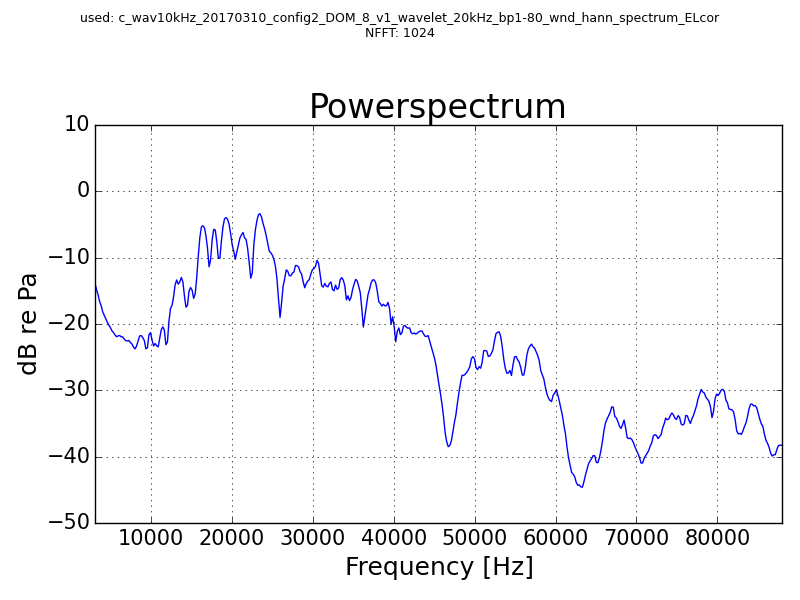 used: c_wav10kHz_20170310_config2_DOM_8_v1_wavelet_20kHz_bp1-80_wnd_hann_spectrum_ELcor
NFFT: 1024
Powerspectrum
10
0
−10
−20
−30
−40
−50
dB re Pa
10000 20000 30000 40000 50000 60000 70000 80000
Frequency [Hz]